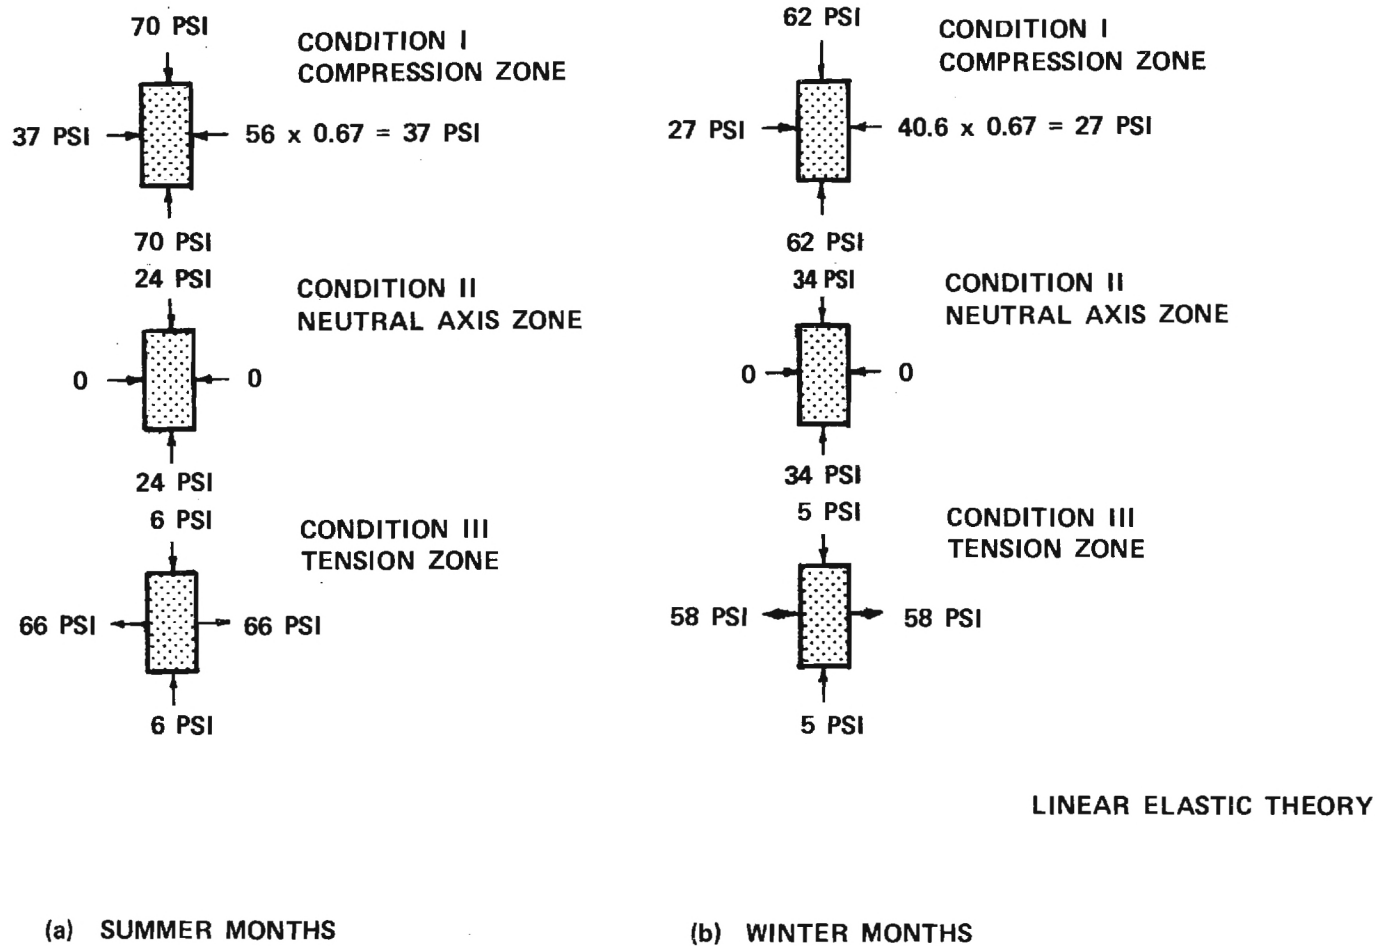 70 PSI
CONDITION I
COMPRESSION ZONE
37 PSI
56 x 0.67 = 37 PSI
70 PSI
24 PSI
CONDITION II
NEUTRAL AXIS ZONE
0
0
24 PSI
6 PSI
CONDITION III
TENSION ZONE
66 PSI
66 PSI
6 PSI
(a) SUMMER MONTHS
62 PSI
CONDITION I
COMPRESSION ZONE
27 PSI
40.6 x 0.67 = 27 PSI
62 PSI
34 PSI
CONDITION II
NEUTRAL AXIS ZONE
0
0
34 PSI
5 PSI
CONDITION III
TENSION ZONE
58 PSI
58 PSI
5 PSI
LINEAR ELASTIC THEORY
(b) WINTER MONTHS